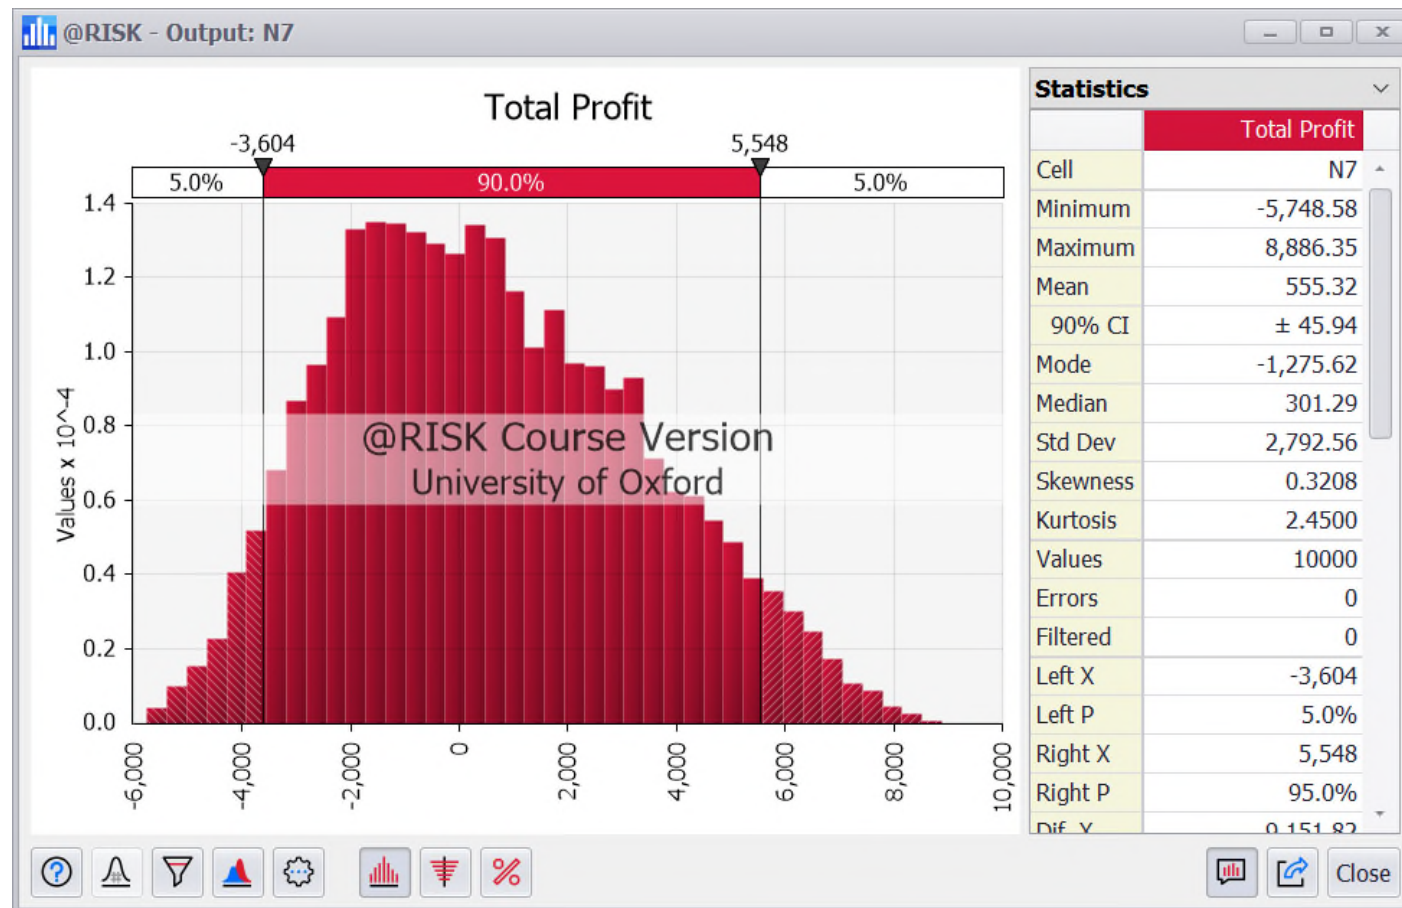 @RISK - Output: N7
Total Profit
-3,604
5,548
5.0%
90.0%
5.0%
Values x 10^-4
1.4
1.2
1.0
0.8
0.6
0.4
0.2
0.0
-6,000
-4,000
-2,000
0
2,000
4,000
6,000
8,000
10,000
@RISK Course Version
University of Oxford
Statistics
Total Profit
Cell N7
Minimum -5,748.58
Maximum 8,886.35
Mean 555.32
90% CI ± 45.94
Mode -1,275.62
Median 301.29
Std Dev 2,792.56
Skewness 0.3208
Kurtosis 2.4500
Values 10000
Errors 0
Filtered 0
Left X -3,604
Left P 5.0%
Right X 5,548
Right P 95.0%
Dif. X 9,151.82
Close